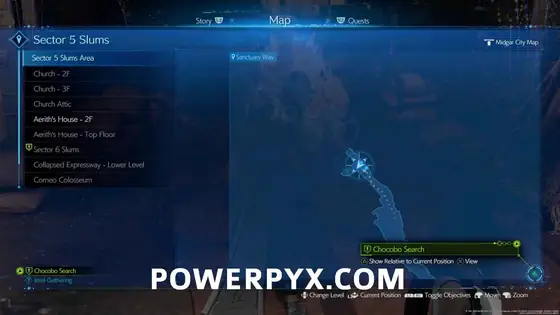 Story Map Quests
Sector 5 Slums
Midgar City Map
Sector 5 Slums Area
Sanctuary Way
Church - 2F
Church - 3F
Church Attic
Aerith's House - 2F
Aerith's House - Top Floor
Sector 6 Slums
Collapsed Expressway - Lower Level
Corneo Colosseum
Chocobo Search
Show Relative to Current Position View
Chocobo Search
Intel Gathering
POWERPYX.COM
Change Level Current Position Toggle Objectives Move Zoom